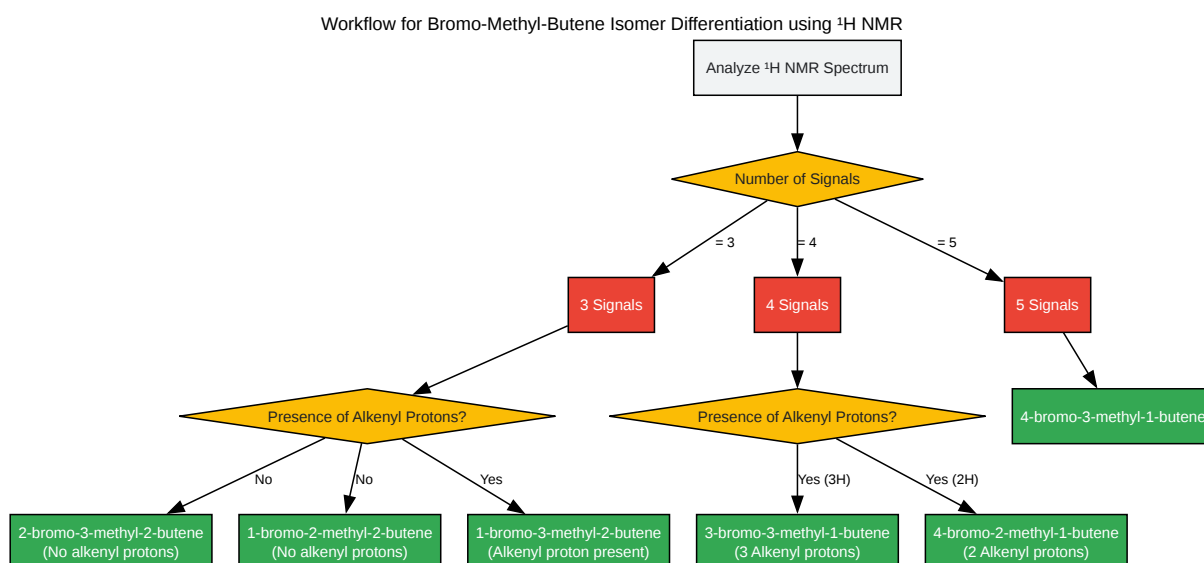 Workflow for Bromo-Methyl-Butene Isomer Differentiation using ¹H NMR
Analyze ¹H NMR Spectrum
Number of Signals
= 3
= 4
= 5
3 Signals
4 Signals
5 Signals
Presence of Alkenyl Protons?
Presence of Alkenyl Protons?
4-bromo-3-methyl-1-butene
No
No
Yes
Yes (3H)
Yes (2H)
2-bromo-3-methyl-2-butene
(No alkenyl protons)
1-bromo-2-methyl-2-butene
(No alkenyl protons)
1-bromo-3-methyl-2-butene
(Alkenyl proton present)
3-bromo-3-methyl-1-butene
(3 Alkenyl protons)
4-bromo-2-methyl-1-butene
(2 Alkenyl protons)